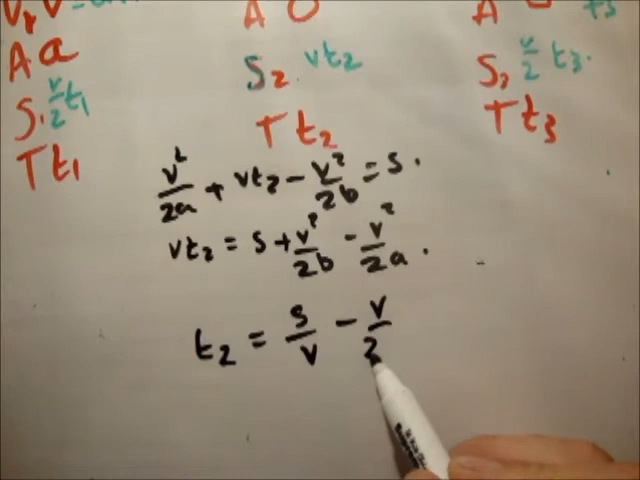 A O
A a
S₂ vt₂
S₁ v/2 t₁
S₃ v/2 t₃.
T t₁
T t₂
T t₃
v²/2a + vt₂ - v²/2b = s.
vt₂ = s + v²/2b - v²/2a.
t₂ = s/v - v/2